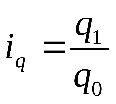 i_q = q_1 / q_0